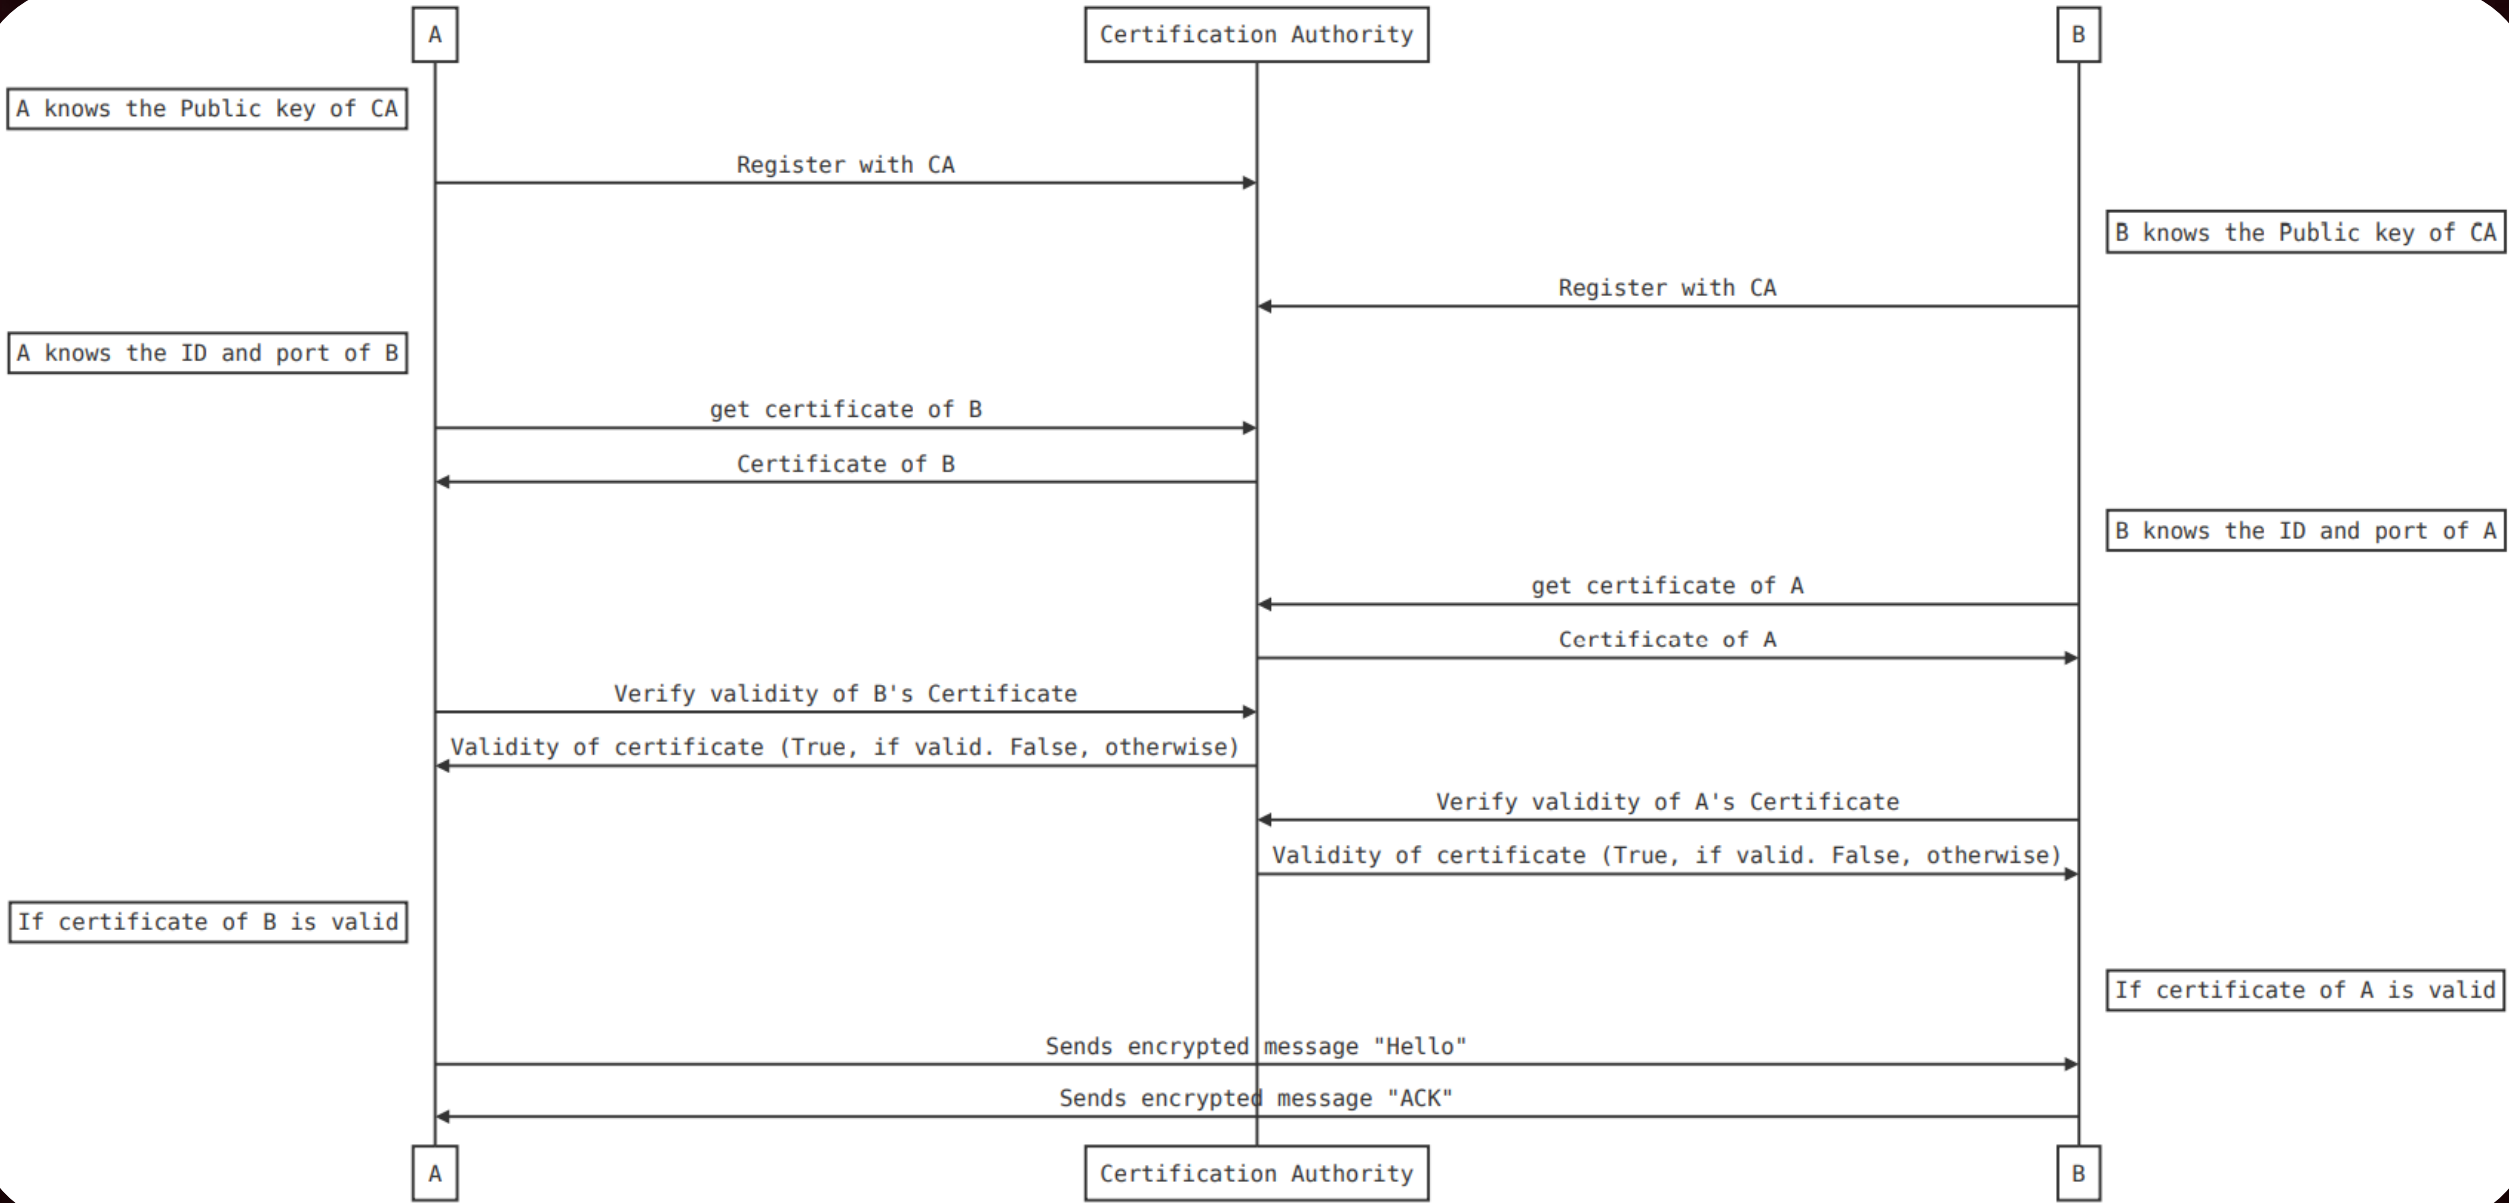 A
Certification Authority
B
A knows the Public key of CA
Register with CA
B knows the Public key of CA
Register with CA
A knows the ID and port of B
get certificate of B
Certificate of B
B knows the ID and port of A
get certificate of A
Certificate of A
Verify validity of B's Certificate
Validity of certificate (True, if valid. False, otherwise)
Verify validity of A's Certificate
Validity of certificate (True, if valid. False, otherwise)
If certificate of B is valid
If certificate of A is valid
Sends encrypted message "Hello"
Sends encrypted message "ACK"
A
Certification Authority
B